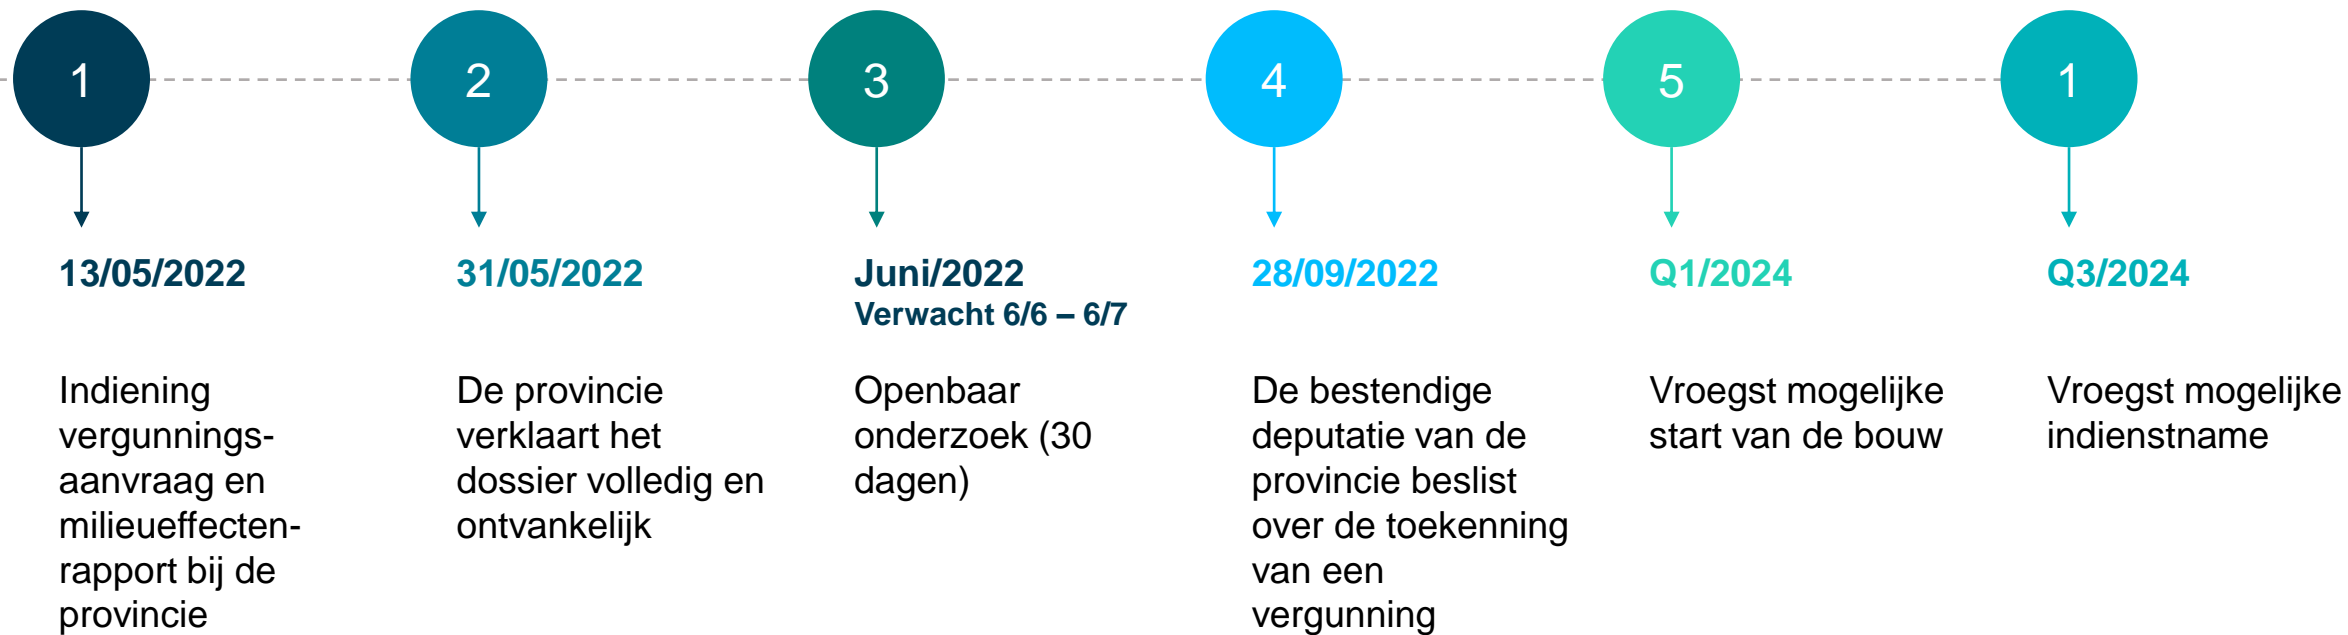 1
2
3
4
5
1
13/05/2022
Indiening
vergunnings-
aanvraag en
milieueffecten-
rapport bij de
provincie
31/05/2022
De provincie
verklaart het
dossier volledig en
ontvankelijk
Juni/2022
Verwacht 6/6 – 6/7
Openbaar
onderzoek (30
dagen)
28/09/2022
De bestendige
deputatie van de
provincie beslist
over de toekenning
van een
vergunning
Q1/2024
Vroegst mogelijke
start van de bouw
Q3/2024
Vroegst mogelijke
indienstname